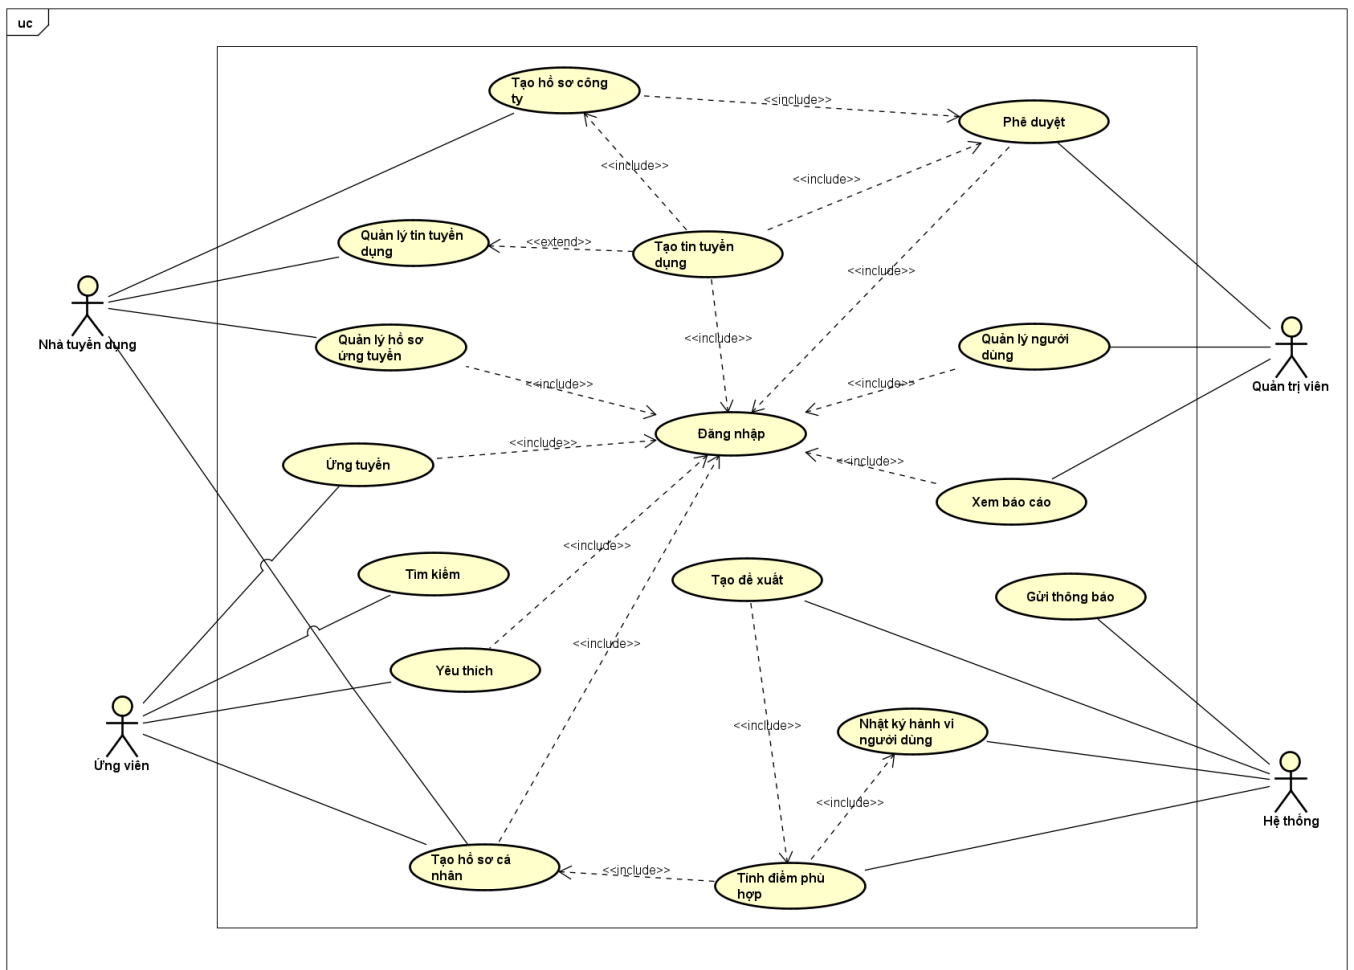 uc
Tạo hồ sơ công
ty
<<include>>
Phê duyệt
<<include>>
<<include>>
Quản lý tin tuyển
dụng
<<extend>>
Tạo tin tuyển
dụng
<<include>>
Nhà tuyển dụng
Quản lý hồ sơ
ứng tuyển
<<include>>
Quản lý người
dùng
Quản trị viên
<<include>>
<<include>>
Đăng nhập
<<include>>
Ứng tuyển
<<include>>
Xem báo cáo
<<include>>
Tìm kiếm
Tạo đề xuất
Gửi thông báo
<<include>>
Yêu thích
Ứng viên
<<include>>
Nhật ký hành vi
người dùng
<<include>>
Hệ thống
Tạo hồ sơ cá
nhân
<<include>>
Tính điểm phù
hợp